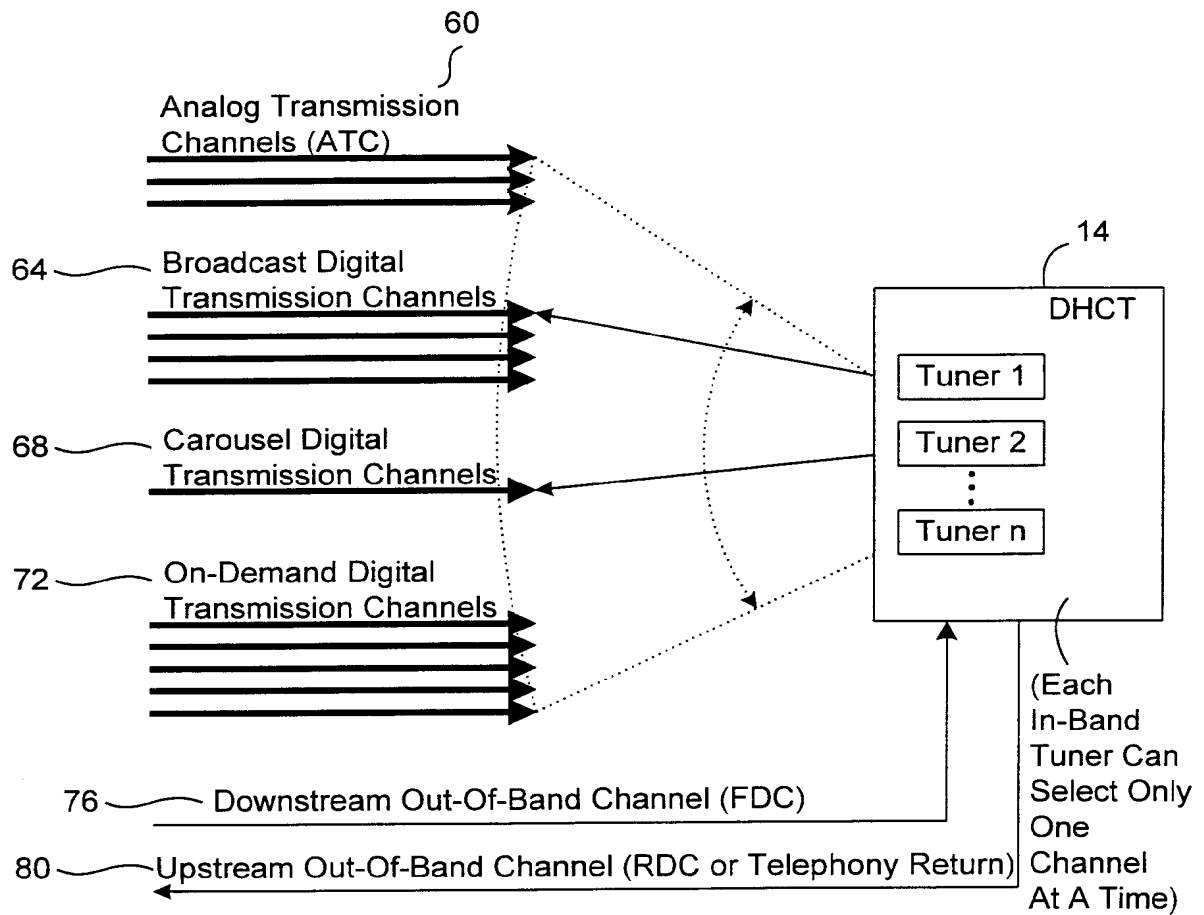 60
Analog Transmission
Channels (ATC)
64
Broadcast Digital
Transmission Channels
14
DHCT
Tuner 1
68
Carousel Digital
Transmission Channels
Tuner 2
Tuner n
72
On-Demand Digital
Transmission Channels
(Each
In-Band
Tuner Can
Select Only
One
Channel
At A Time)
76
Downstream Out-Of-Band Channel (FDC)
80
Upstream Out-Of-Band Channel (RDC or Telephony Return)